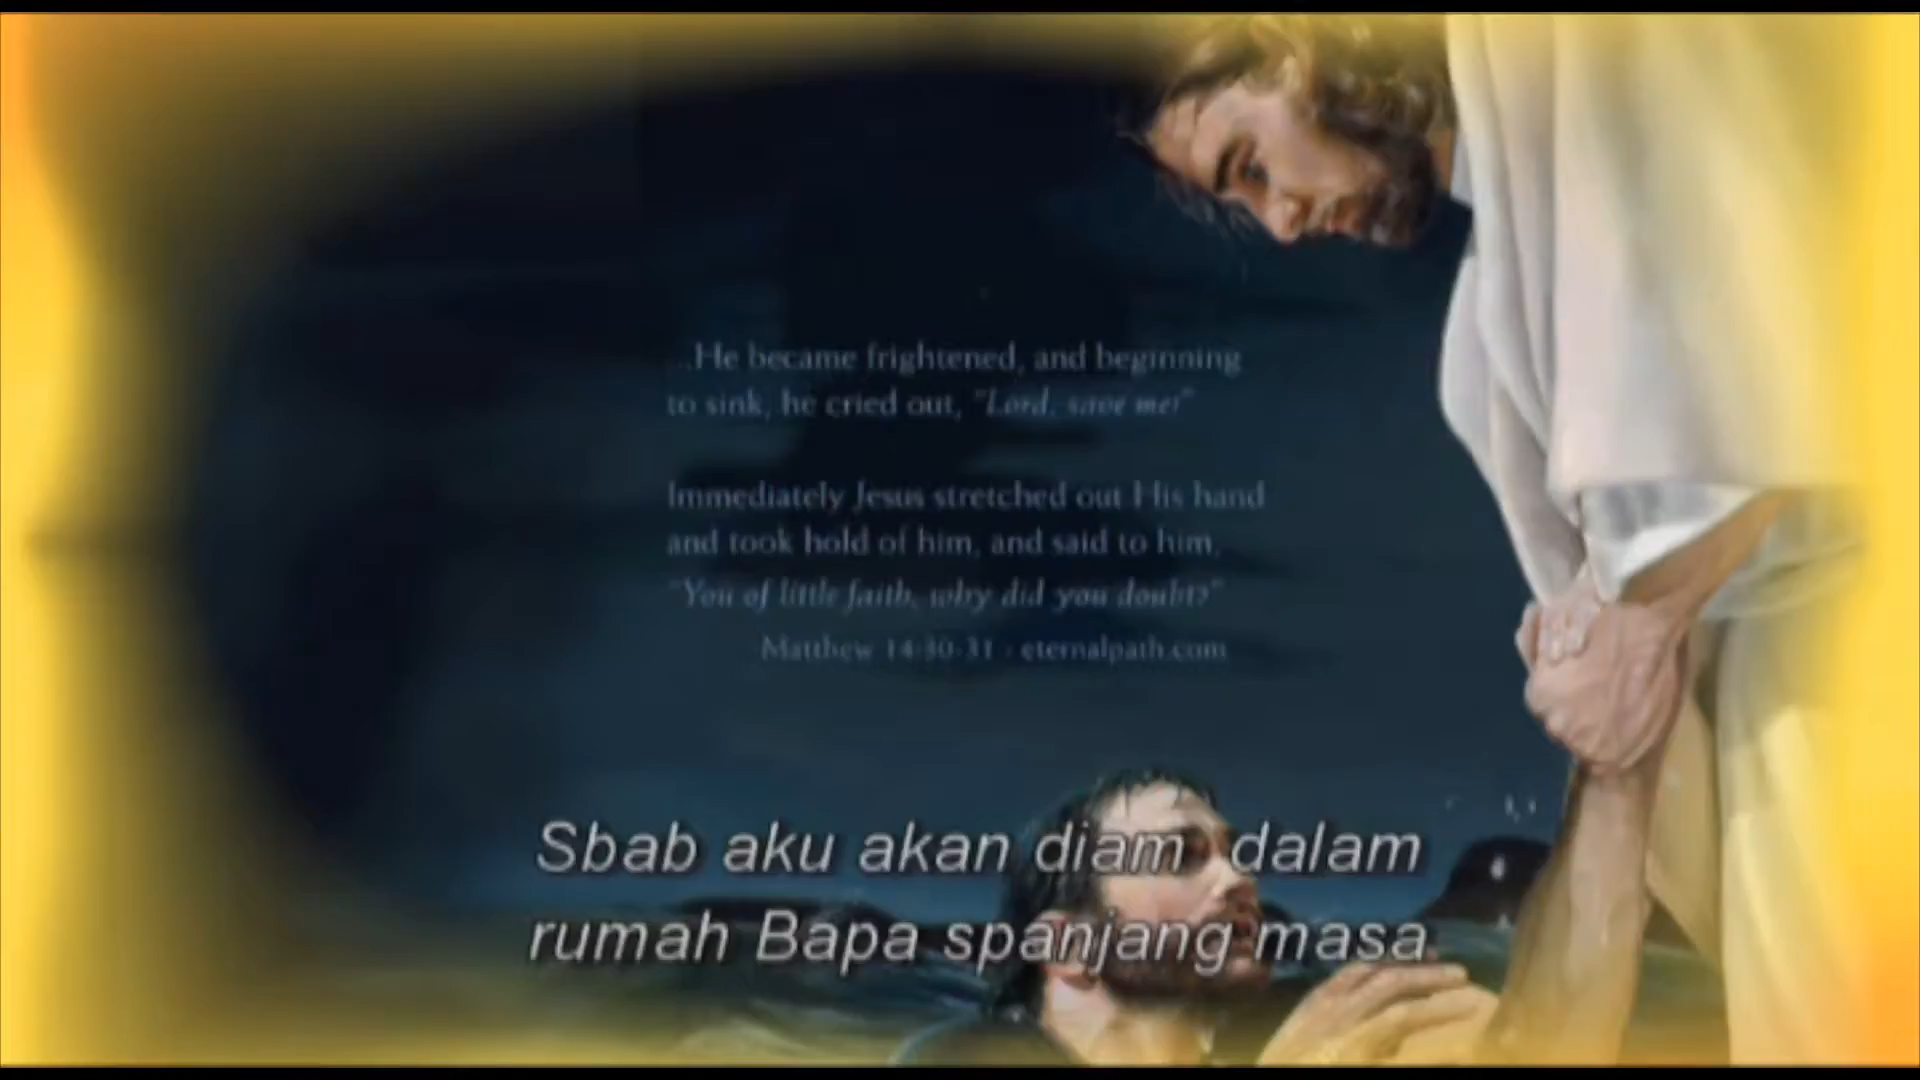 ...He became frightened, and beginning
to sink, he cried out, "Lord, save me!"
Immediately Jesus stretched out His hand
and took hold of him, and said to him,
"You of little faith, why did you doubt?"
Matthew 14:30-31 - eternalpath.com
Sbab aku akan diam dalam
rumah Bapa spanjang masa